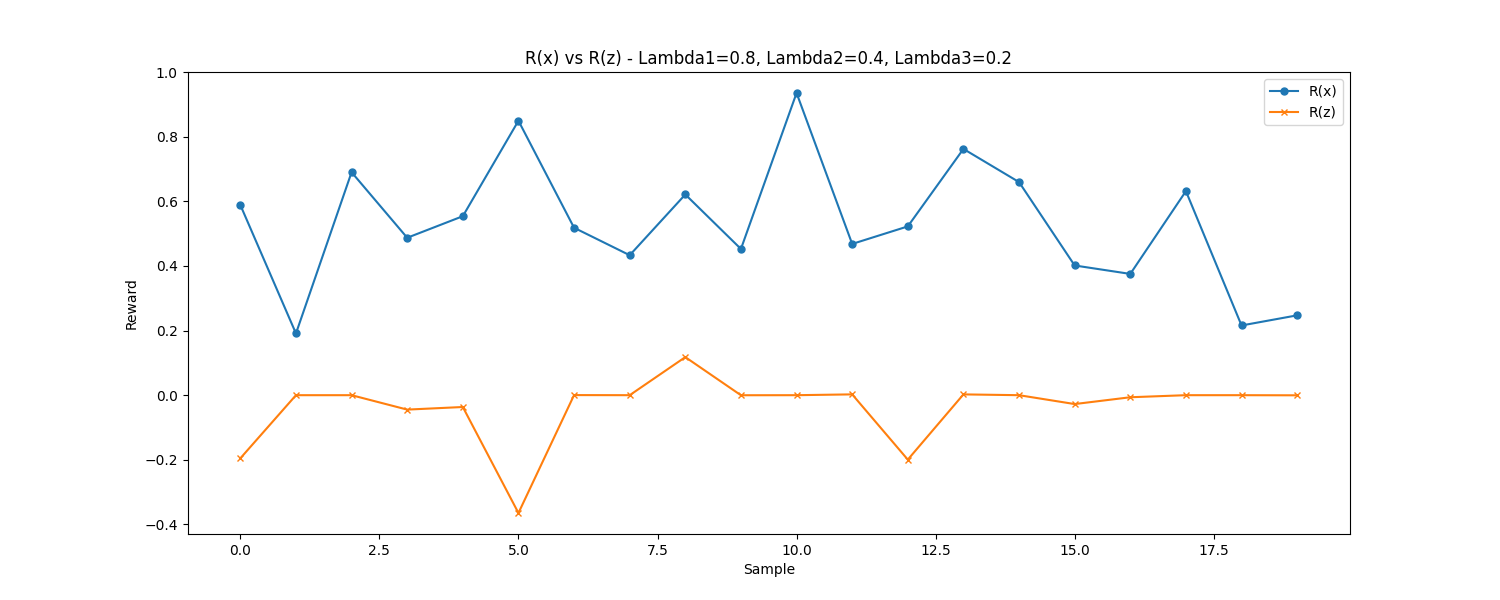 R(x) vs R(z) - Lambda1=0.8, Lambda2=0.4, Lambda3=0.2
R(x)
R(z)
1.0
0.8
0.6
0.4
0.2
0.0
−0.2
−0.4
Reward
0.0 2.5 5.0 7.5 10.0 12.5 15.0 17.5
Sample